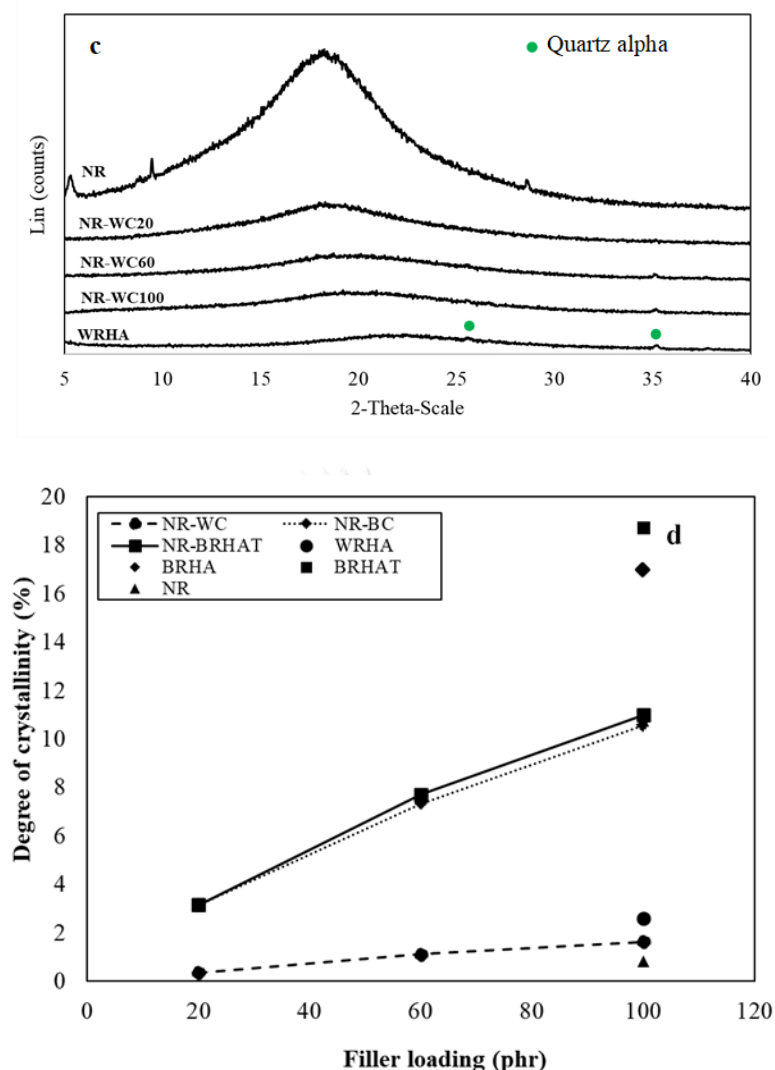 c
Quartz alpha
Lin (counts)
NR
NR-WC20
NR-WC60
NR-WC100
WRHA
5 10 15 20 25 30 35 40
2-Theta-Scale
20
18
16
14
12
10
8
6
4
2
0
NR-WC NR-BC
NR-BRHAT WRHA
BRHA BRHAT
NR
d
Degree of crystallinity (%)
0 20 40 60 80 100 120
Filler loading (phr)